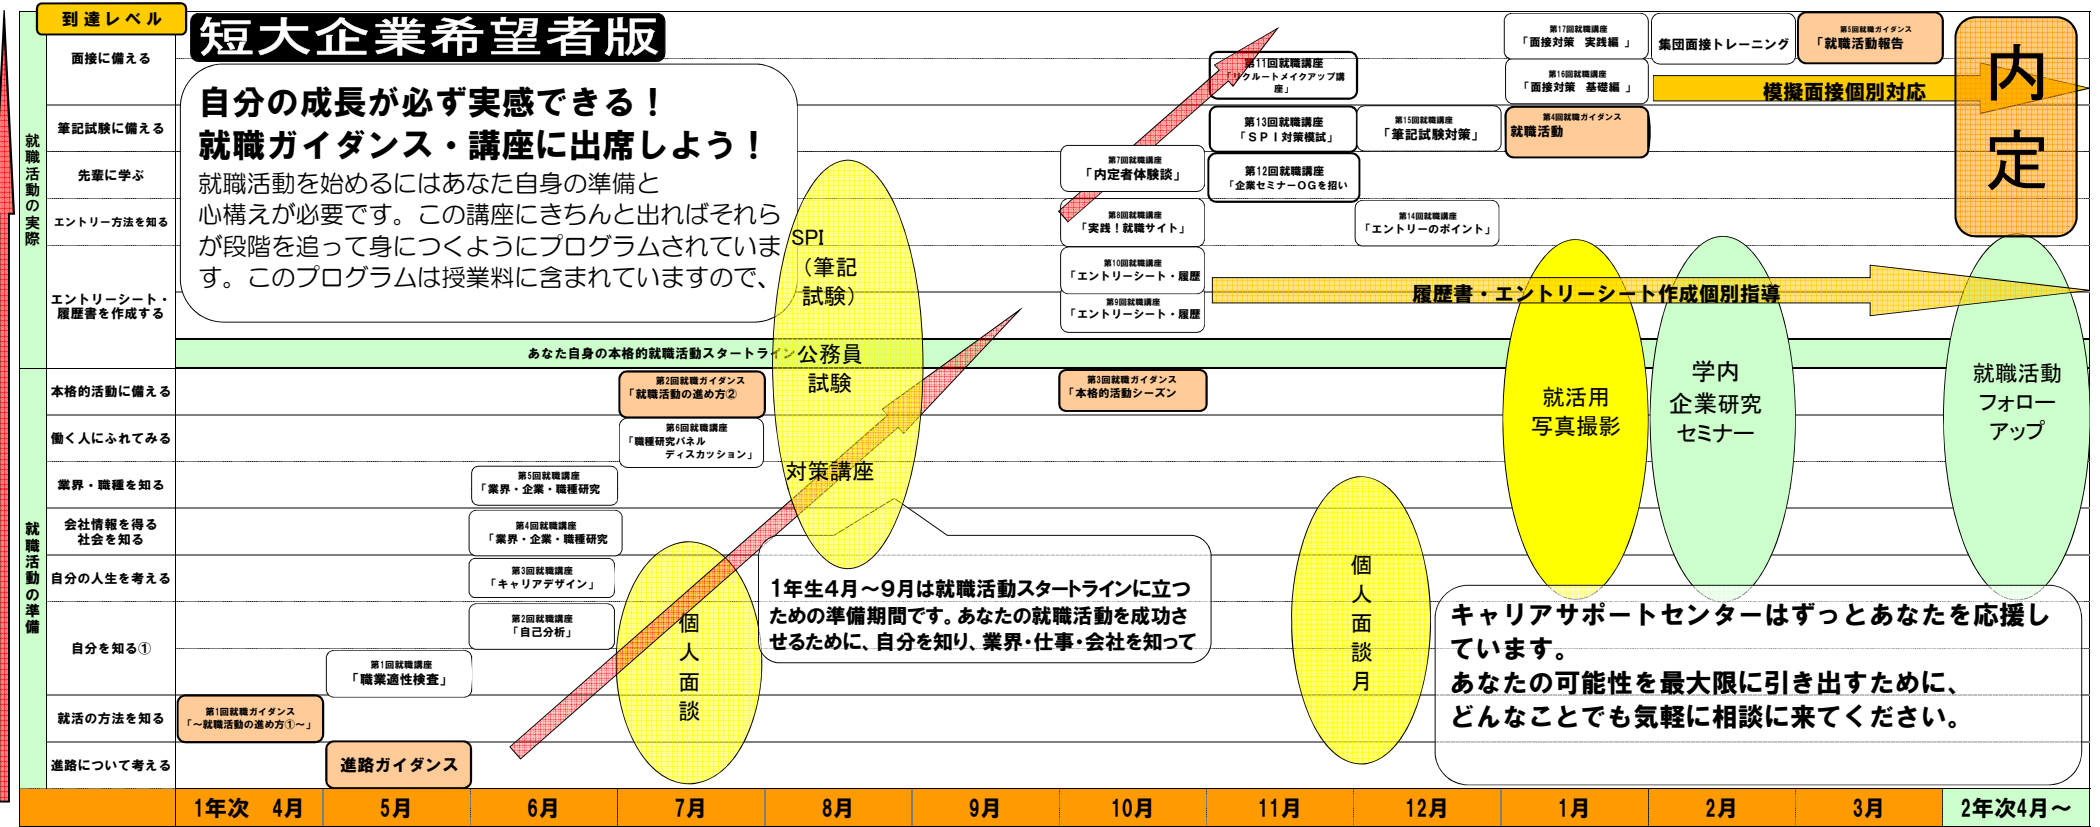 到達レベル
短大企業希望者版
自分の成長が必ず実感できる！
就職ガイダンス・講座に出席しよう！
就職活動を始めるにはあなた自身の準備と
心構えが必要です。この講座にきちんと出ればそれら
が段階を追って身につくようにプログラムされていま
す。このプログラムは授業料に含まれていますので、
就職活動の実際
面接に備える
筆記試験に備える
先輩に学ぶ
エントリー方法を知る
エントリーシート・
履歴書を作成する
第17回就職講座
「面接対策　実践編　」
集団面接トレーニング
第5回就職ガイダンス
「就職活動報告
内定
第11回就職講座
「リクルートメイクアップ講
座」
第16回就職講座
「面接対策　基礎編　」
模擬面接個別対応
第13回就職講座
「ＳＰＩ対策模試」
第15回就職講座
「筆記試験対策」
第4回就職ガイダンス
就職活動
第7回就職講座
「内定者体験談」
第12回就職講座
「企業セミナーOGを招い
第8回就職講座
「実践！就職サイト」
第14回就職講座
「エントリーのポイント」
第10回就職講座
「エントリーシート・履歴
第9回就職講座
「エントリーシート・履歴
履歴書・エントリーシート作成個別指導
SPI
（筆記
試験）
公務員
試験
対策講座
あなた自身の本格的就職活動スタートライン
就職活動の準備
本格的活動に備える
働く人にふれてみる
業界・職種を知る
会社情報を得る
社会を知る
自分の人生を考える
自分を知る①
就活の方法を知る
進路について考える
第2回就職ガイダンス
「就職活動の進め方②
第3回就職ガイダンス
「本格的活動シーズン
第6回就職講座
「職種研究パネル
ディスカッション」
第5回就職講座
「業界・企業・職種研究
第4回就職講座
「業界・企業・職種研究
第3回就職講座
「キャリアデザイン」
第2回就職講座
「自己分析」
第1回就職講座
「職業適性検査」
第1回就職ガイダンス
「～就職活動の進め方①～」
進路ガイダンス
個人面談
1年生４月～９月は就職活動スタートラインに立つ
ための準備期間です。あなたの就職活動を成功さ
せるために、自分を知り、業界・仕事・会社を知って
個人面談月
就活用
写真撮影
学内
企業研究
セミナー
就職活動
フォロー
アップ
キャリアサポートセンターはずっとあなたを応援し
ています。
あなたの可能性を最大限に引き出すために、
どんなことでも気軽に相談に来てください。
1年次　4月
5月
6月
7月
8月
9月
10月
11月
12月
1月
2月
3月
2年次4月～